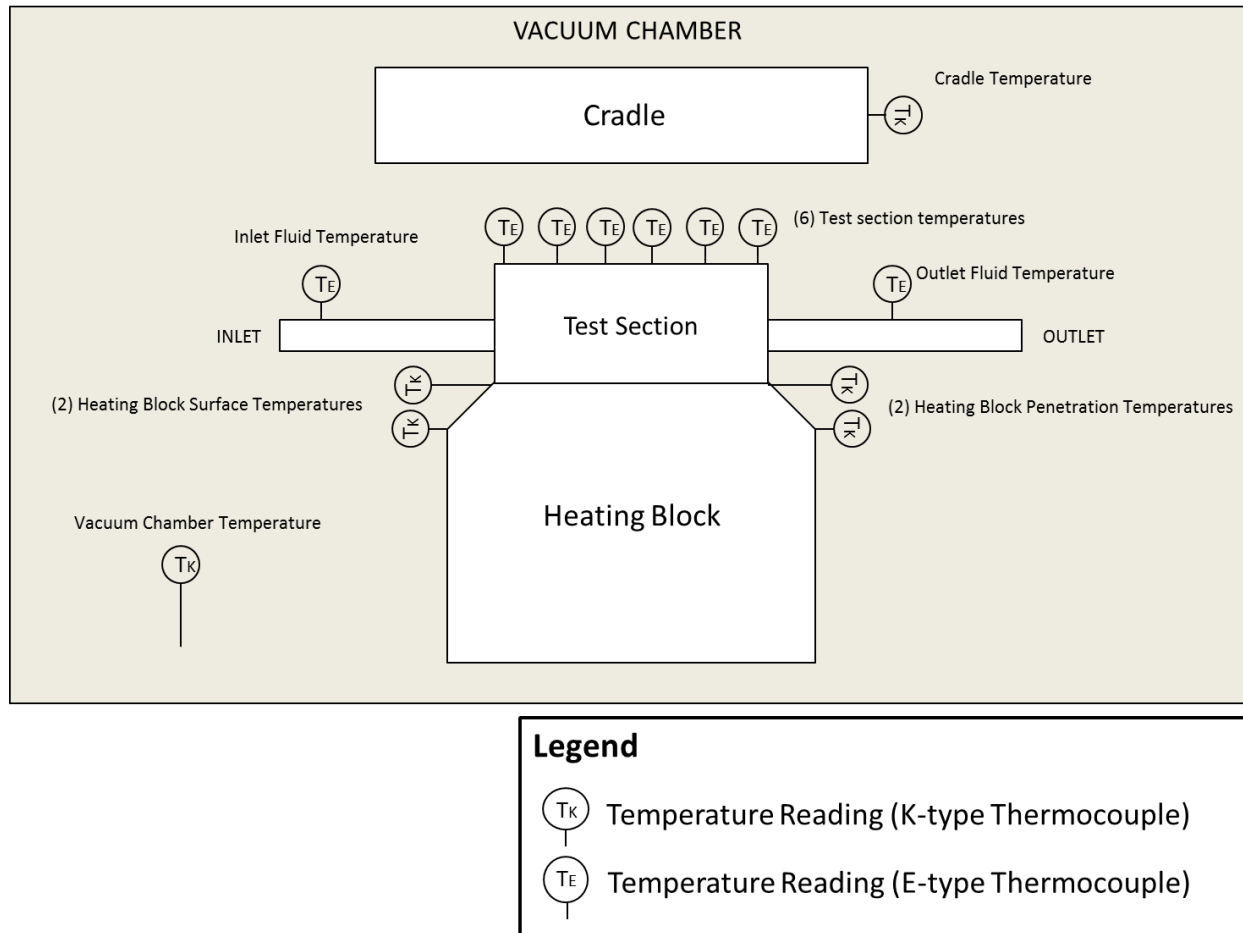 VACUUM CHAMBER
Cradle Temperature
Cradle
TK
TE TE TE TE TE TE
(6) Test section temperatures
Inlet Fluid Temperature
Outlet Fluid Temperature
TE
TE
INLET
Test Section
OUTLET
TK
TK
(2) Heating Block Surface Temperatures
(2) Heating Block Penetration Temperatures
TK
TK
Heating Block
Vacuum Chamber Temperature
TK
Legend
TK Temperature Reading (K-type Thermocouple)
TE Temperature Reading (E-type Thermocouple)